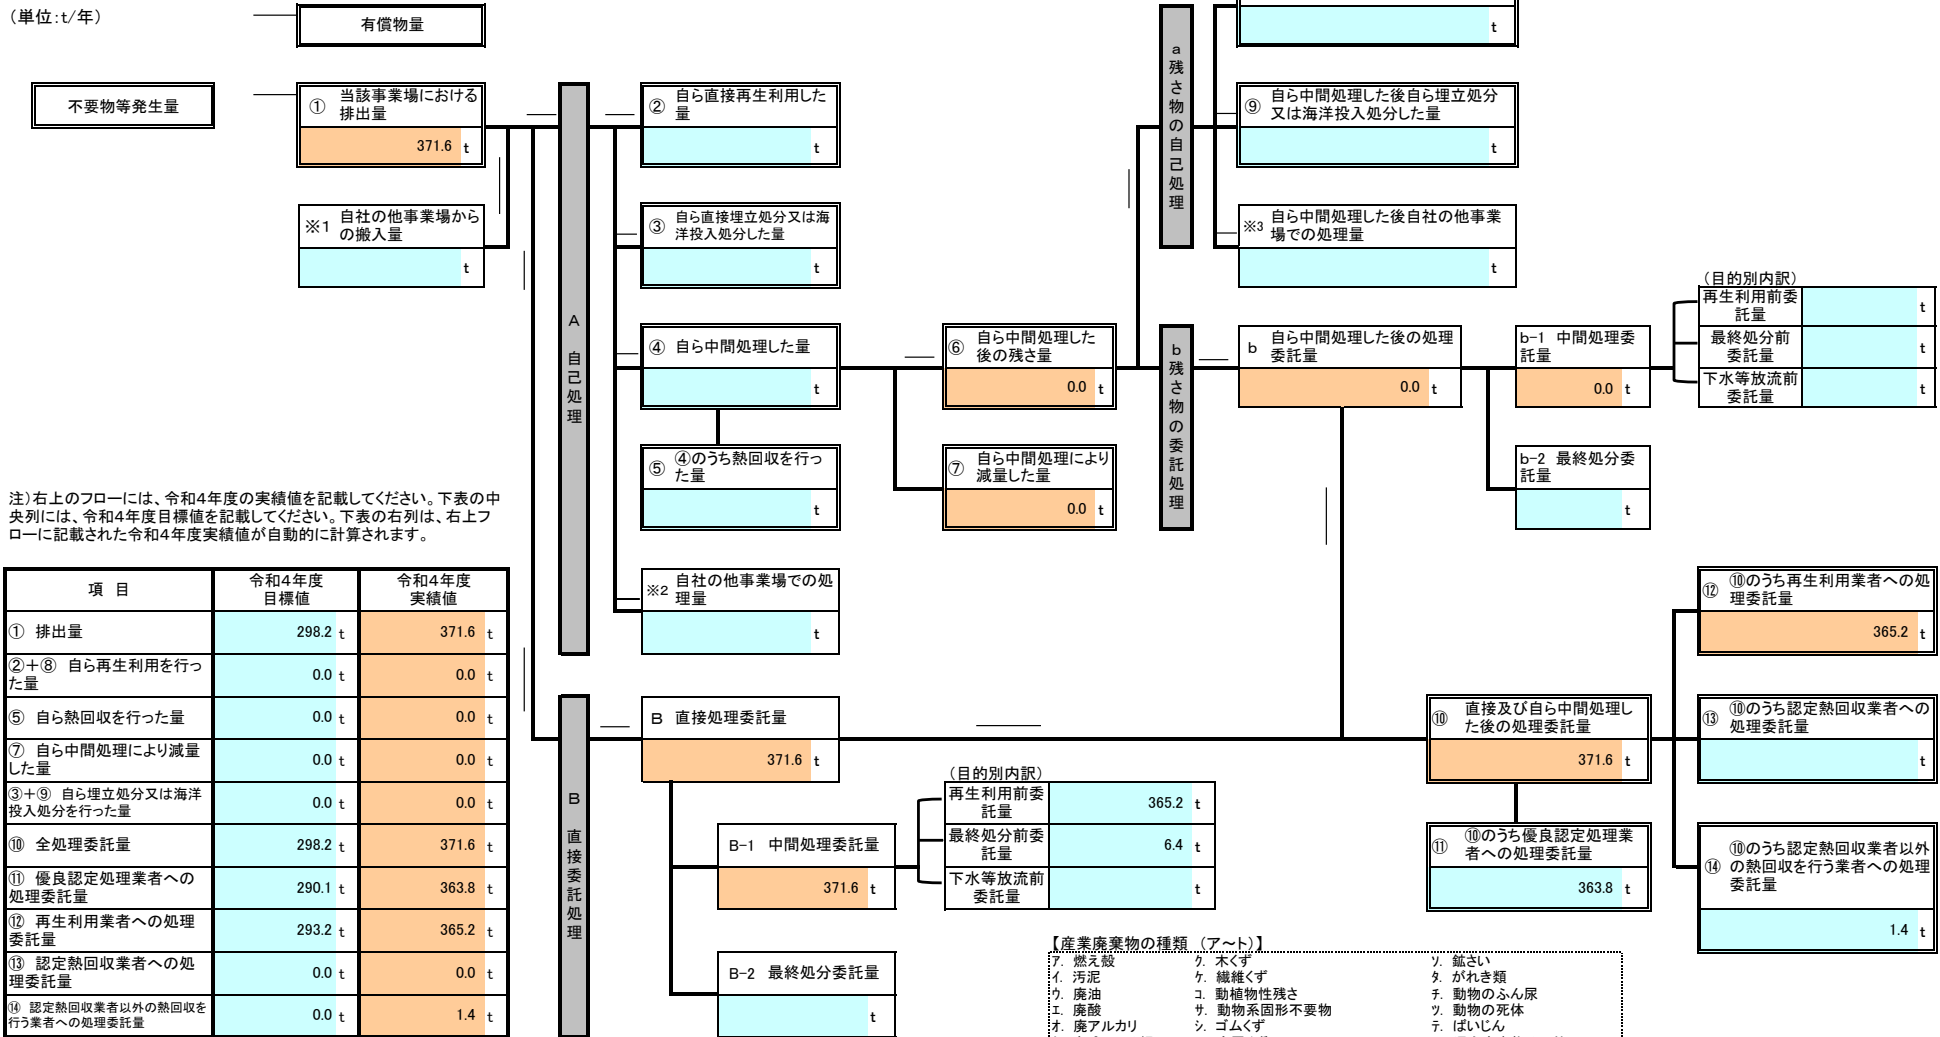 （単位：t/年）
有償物量
t
不要物等発生量
① 当該事業場における
排出量
371.6 t
※1 自社の他事業場から
の搬入量
t
A 自己処理
② 自ら直接再生利用した
量
t
③ 自ら直接埋立処分又は海
洋投入処分した量
t
④ 自ら中間処理した量
t
⑤ ④のうち熱回収を行っ
た量
t
※2 自社の他事業場での処
理量
t
⑥ 自ら中間処理した
後の残さ量
0.0 t
⑦ 自ら中間処理により
減量した量
0.0 t
a 残さ物の自己処理
⑨ 自ら中間処理した後自ら埋立処分
又は海洋投入処分した量
t
※3 自ら中間処理した後自社の他事業
場での処理量
t
b 残さ物の委託処理
b 自ら中間処理した後の処理
委託量
0.0 t
b-1 中間処理委
託量
0.0 t
b-2 最終処分委
託量
t
（目的別内訳）
再生利用前委
託量
t
最終処分前
委託量
t
下水等放流前
委託量
t
注）右上のフローには、令和4年度の実績値を記載してください。下表の中
央列には、令和4年度目標値を記載してください。下表の右列は、右上フ
ローに記載された令和4年度実績値が自動的に計算されます。
項 目
令和4年度
目標値
令和4年度
実績値
① 排出量 298.2 t 371.6 t
②＋⑧ 自ら再生利用を行っ
た量 0.0 t 0.0 t
⑤ 自ら熱回収を行った量 0.0 t 0.0 t
⑦ 自ら中間処理により減量
した量 0.0 t 0.0 t
③＋⑨ 自ら埋立処分又は海洋
投入処分を行った量 0.0 t 0.0 t
⑩ 全処理委託量 298.2 t 371.6 t
⑪ 優良認定処理業者への
処理委託量 290.1 t 363.8 t
⑫ 再生利用業者への処理
委託量 293.2 t 365.2 t
⑬ 認定熱回収業者への処
理委託量 0.0 t 0.0 t
⑭ 認定熱回収業者以外の熱回収を
行う業者への処理委託量 0.0 t 1.4 t
B 直接委託処理
B 直接処理委託量
371.6 t
B-1 中間処理委託量
371.6 t
B-2 最終処分委託量
t
（目的別内訳）
再生利用前委
託量
365.2 t
最終処分前委
託量
6.4 t
下水等放流前
委託量
t
⑩ 直接及び自ら中間処理し
た後の処理委託量
371.6 t
⑪ ⑩のうち優良認定処理業
者への処理委託量
363.8 t
⑫ ⑩のうち再生利用業者への処
理委託量
365.2 t
⑬ ⑩のうち認定熱回収業者への
処理委託量
t
⑭ ⑩のうち認定熱回収業者以外
の熱回収を行う業者への処理
委託量
1.4 t
【産業廃棄物の種類 （ア～ト）】
ア. 燃え殻 ク. 木くず ソ. 鉱さい
イ. 汚泥 ケ. 繊維くず タ. がれき類
ウ. 廃油 コ. 動植物性残さ チ. 動物のふん尿
エ. 廃酸 サ. 動物系固形不要物 ツ. 動物の死体
オ. 廃アルカリ シ. ゴムくず テ. ばいじん